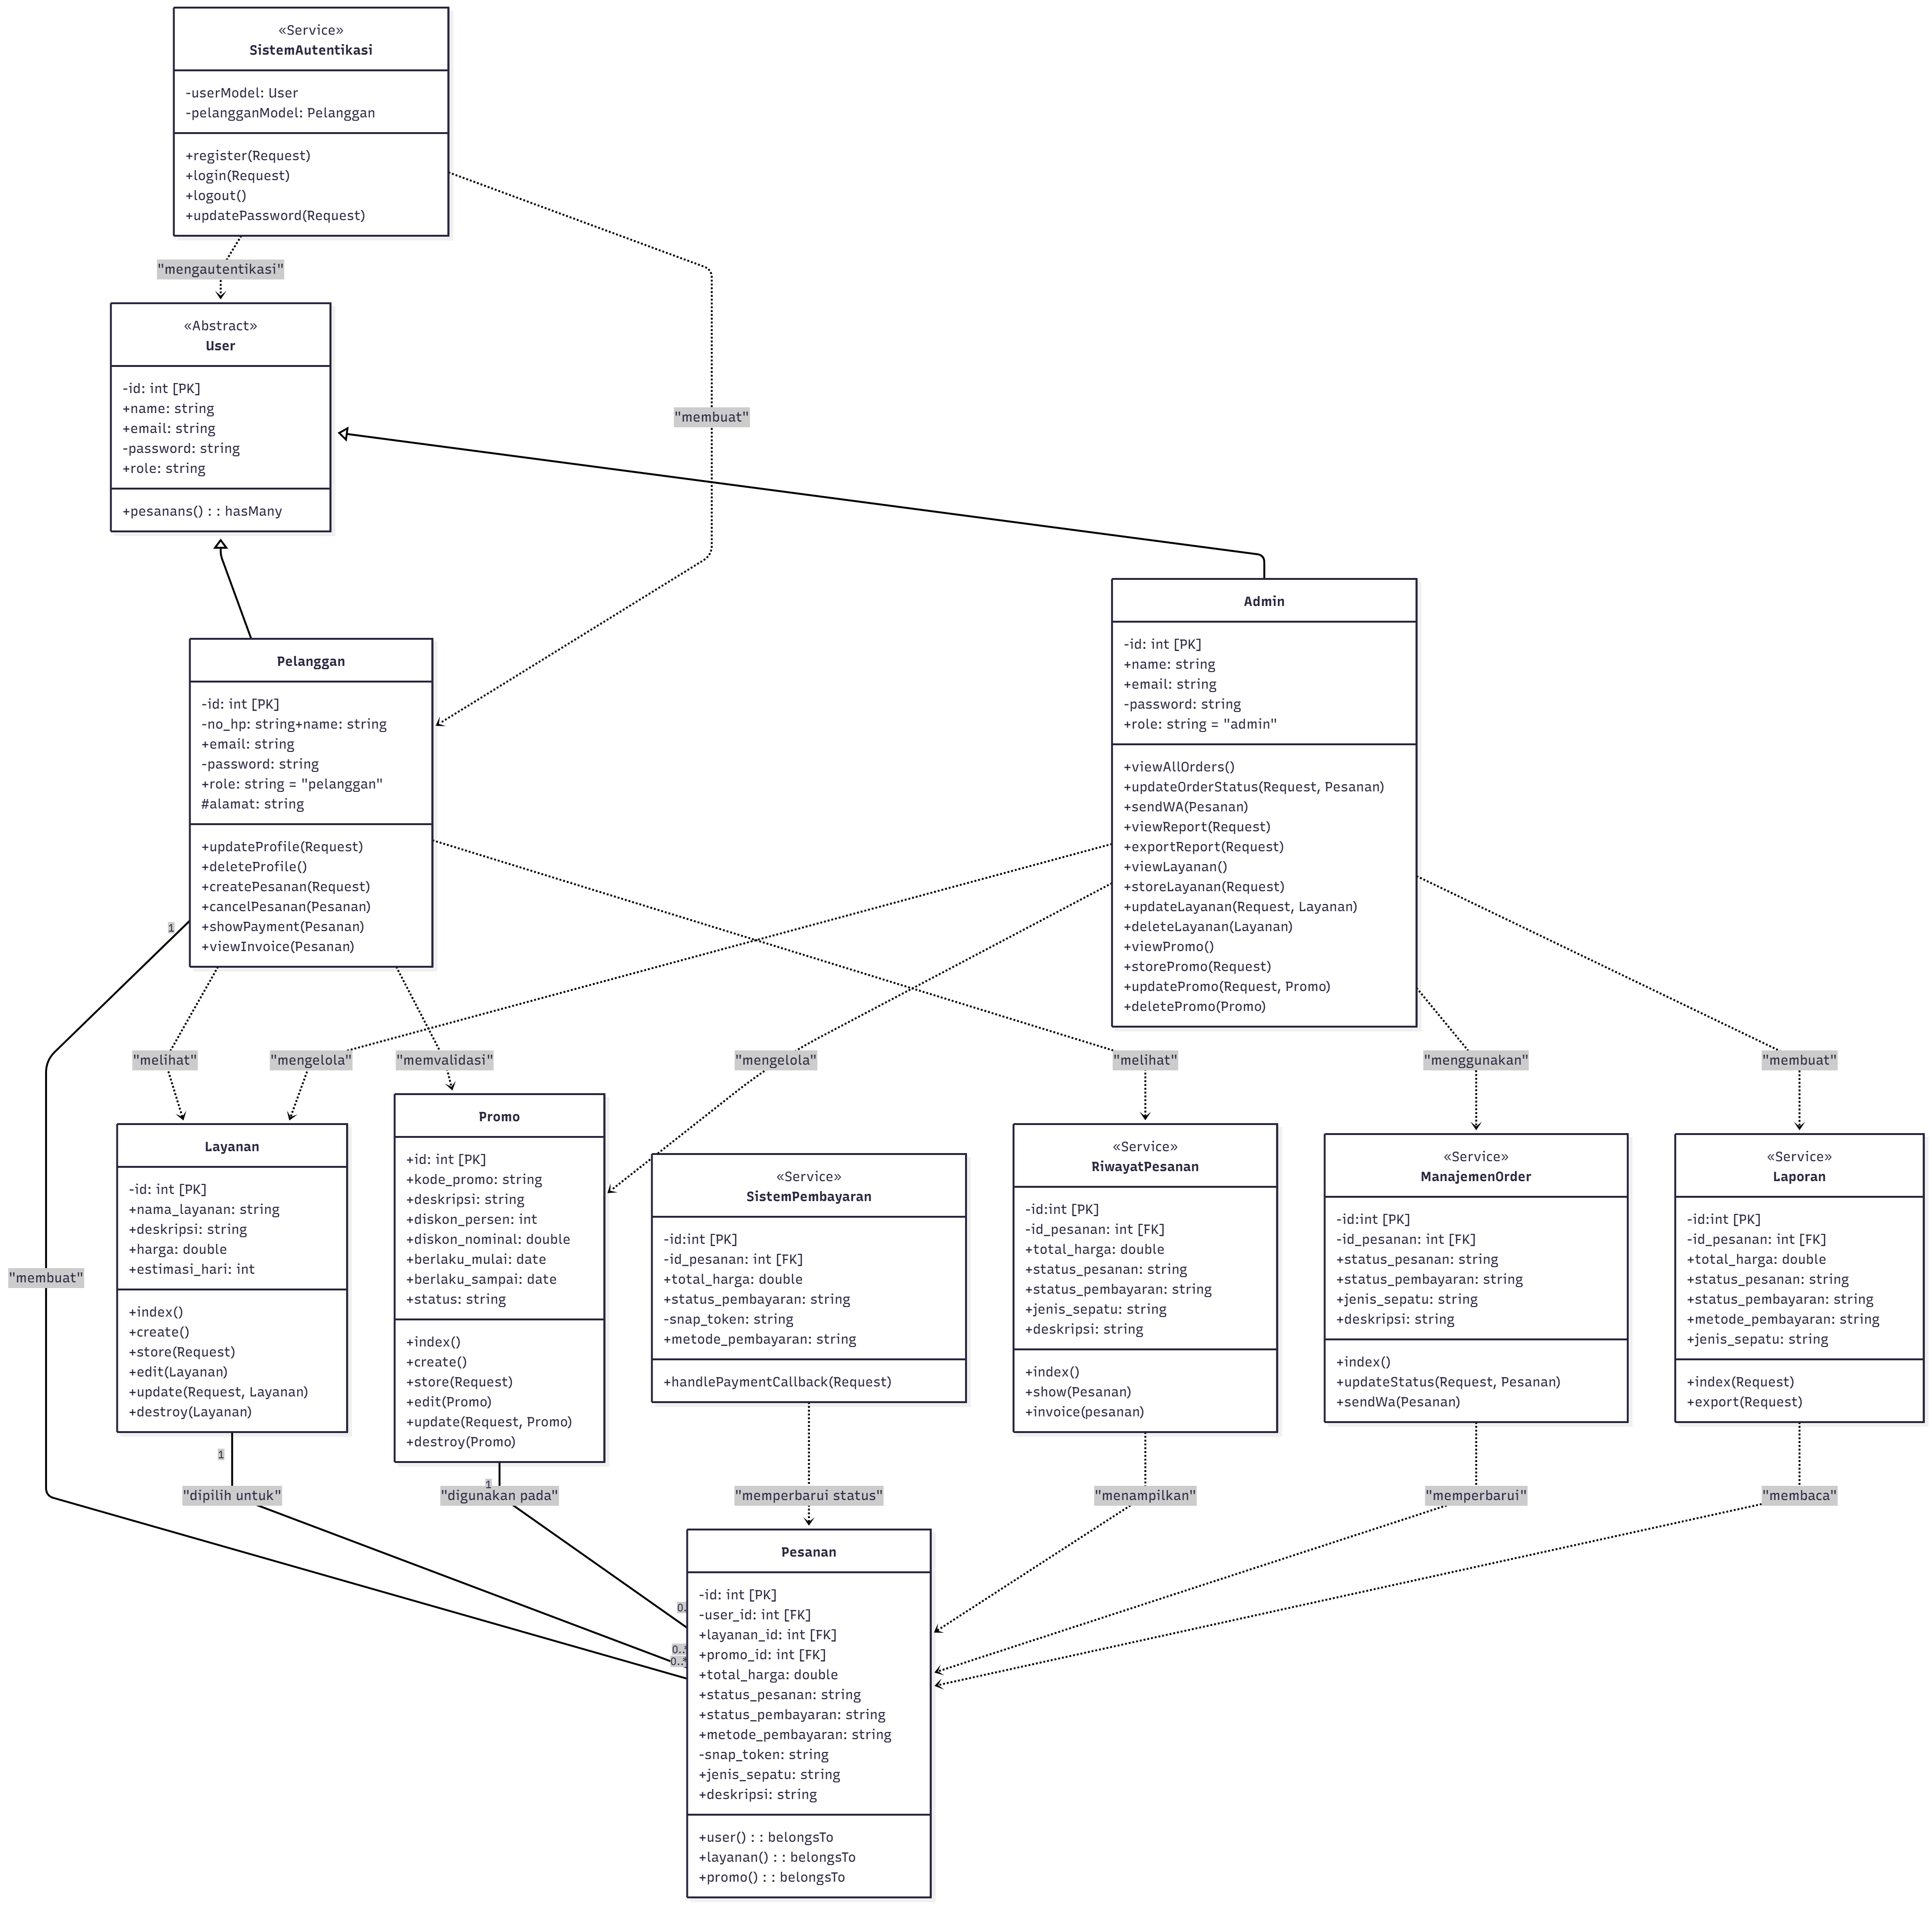 «Service»
SistemAutentikasi
-userModel: User
-pelangganModel: Pelanggan
+register(Request)
+login(Request)
+logout()
+updatePassword(Request)
"mengautentikasi"
«Abstract»
User
-id: int [PK]
+name: string
+email: string
-password: string
+role: string
+pesanans() : : hasMany
"membuat"
Admin
-id: int [PK]
+name: string
+email: string
-password: string
+role: string = "admin"
+viewAllOrders()
+updateOrderStatus(Request, Pesanan)
+sendWA(Pesanan)
+viewReport(Request)
+exportReport(Request)
+viewLayanan()
+storeLayanan(Request)
+updateLayanan(Request, Layanan)
+deleteLayanan(Layanan)
+viewPromo()
+storePromo(Request)
+updatePromo(Request, Promo)
+deletePromo(Promo)
Pelanggan
-id: int [PK]
-no_hp: string+name: string
+email: string
-password: string
+role: string = "pelanggan"
#alamat: string
+updateProfile(Request)
+deleteProfile()
+createPesanan(Request)
+cancelPesanan(Pesanan)
+showPayment(Pesanan)
+viewInvoice(Pesanan)
1
"melihat"
"mengelola"
"memvalidasi"
"mengelola"
"melihat"
"menggunakan"
"membuat"
"membuat"
Layanan
-id: int [PK]
+nama_layanan: string
+deskripsi: string
+harga: double
+estimasi_hari: int
+index()
+create()
+store(Request)
+edit(Layanan)
+update(Request, Layanan)
+destroy(Layanan)
Promo
+id: int [PK]
+kode_promo: string
+deskripsi: string
+diskon_persen: int
+diskon_nominal: double
+berlaku_mulai: date
+berlaku_sampai: date
+status: string
+index()
+create()
+store(Request)
+edit(Promo)
+update(Request, Promo)
+destroy(Promo)
«Service»
SistemPembayaran
-id:int [PK]
-id_pesanan: int [FK]
+total_harga: double
+status_pembayaran: string
-snap_token: string
+metode_pembayaran: string
+handlePaymentCallback(Request)
«Service»
RiwayatPesanan
-id:int [PK]
-id_pesanan: int [FK]
+total_harga: double
+status_pesanan: string
+status_pembayaran: string
+jenis_sepatu: string
+deskripsi: string
+index()
+show(Pesanan)
+invoice(pesanan)
«Service»
ManajemenOrder
-id:int [PK]
-id_pesanan: int [FK]
+status_pesanan: string
+status_pembayaran: string
+jenis_sepatu: string
+deskripsi: string
+index()
+updateStatus(Request, Pesanan)
+sendWa(Pesanan)
«Service»
Laporan
-id:int [PK]
-id_pesanan: int [FK]
+total_harga: double
+status_pesanan: string
+status_pembayaran: string
+metode_pembayaran: string
+jenis_sepatu: string
+index(Request)
+export(Request)
1
1
"dipilih untuk"
"digunakan pada"
"memperbarui status"
"menampilkan"
"memperbarui"
"membaca"
Pesanan
-id: int [PK]
-user_id: int [FK]
+layanan_id: int [FK]
+promo_id: int [FK]
+total_harga: double
+status_pesanan: string
+status_pembayaran: string
+metode_pembayaran: string
-snap_token: string
+jenis_sepatu: string
+deskripsi: string
+user() : : belongsTo
+layanan() : : belongsTo
+promo() : : belongsTo